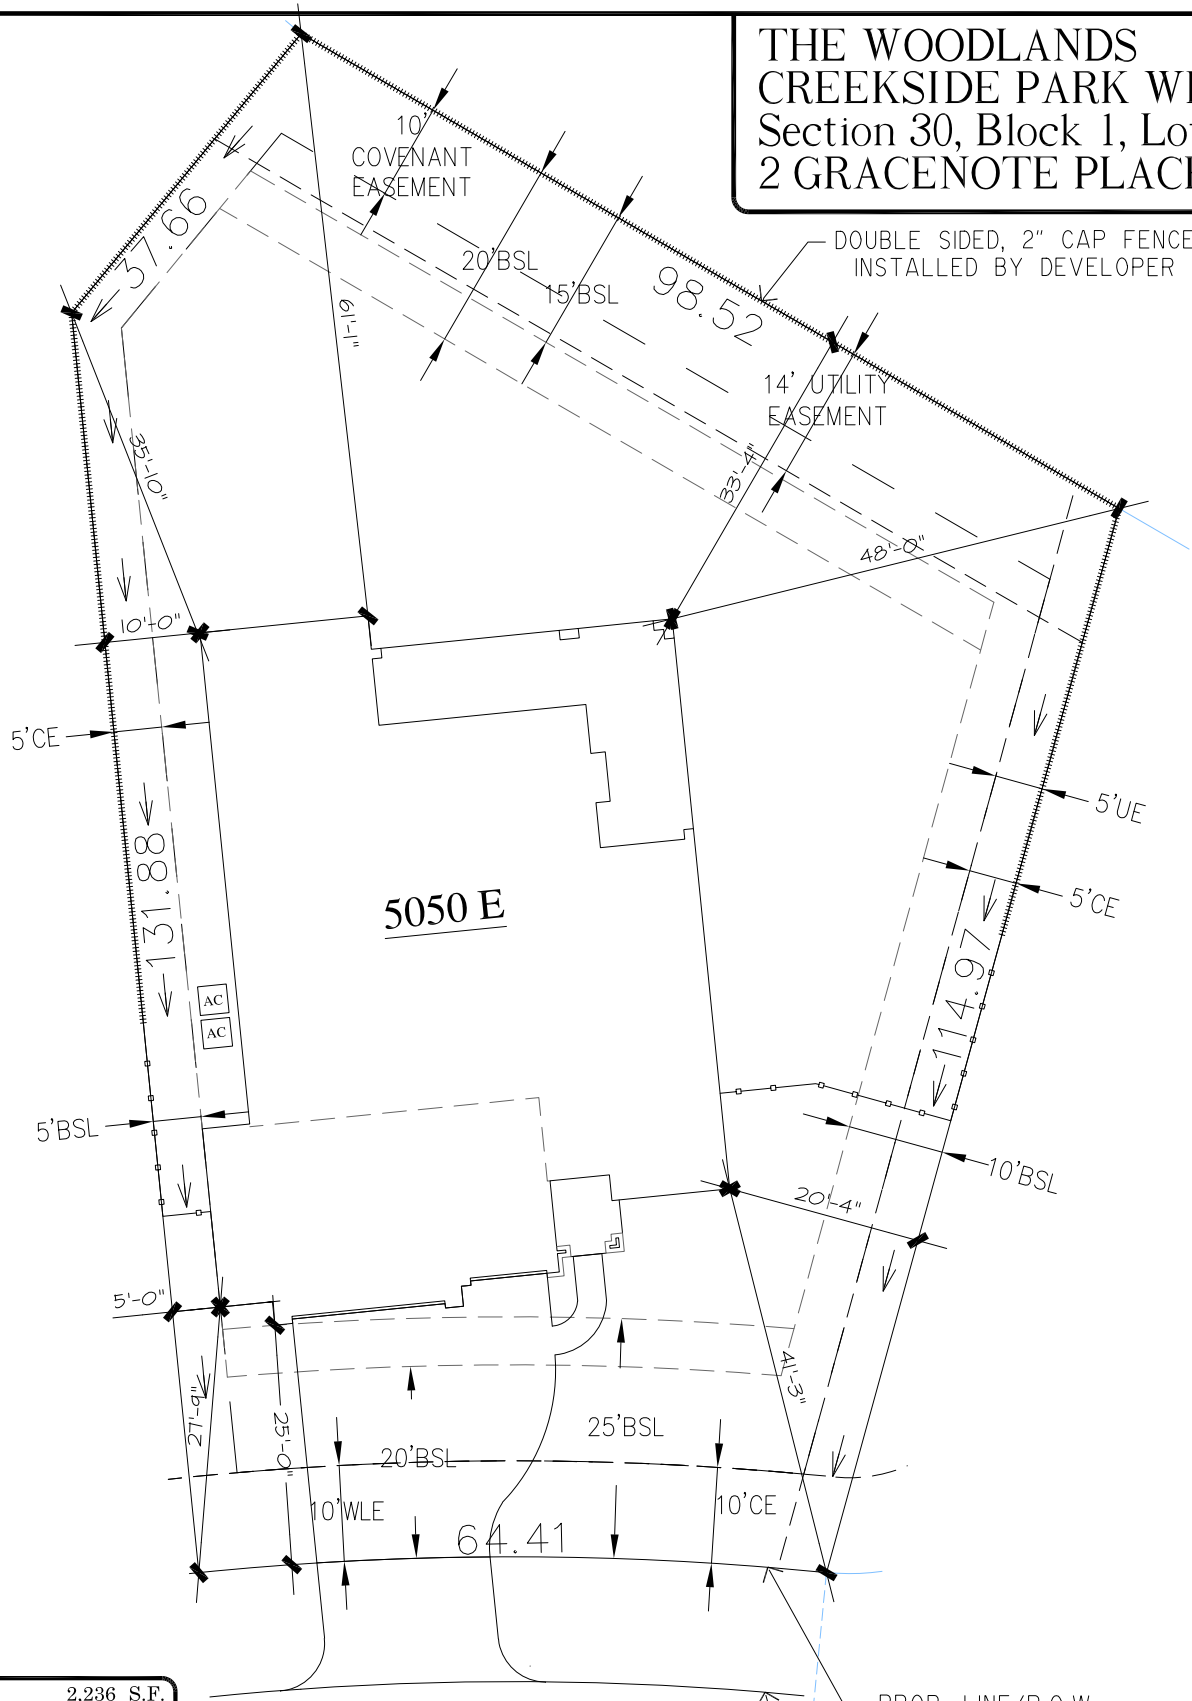 THE WOODLANDS
CREEKSIDE PARK
Section 30, Block 1,
2 GRACENOTE
DOUBLE SIDED, 2" CAP FENCE
INSTALLED BY DEVELOPER
10'
COVENANT
EASEMENT
37.66
20'BSL
15'BSL
98.52
61'-1"
14' UTILITY
EASEMENT
33'-4"
35'-10"
48'-0"
10'-0"
5'CE
5'UE
131.88
5050 E
5'CE
114.97
AC
AC
5'BSL
10'BSL
20'-4"
5'-0"
41'-3"
27'-9"
25'-0"
25'BSL
20'BSL
10'WLE
10'CE
64.41
2,236 S.F.